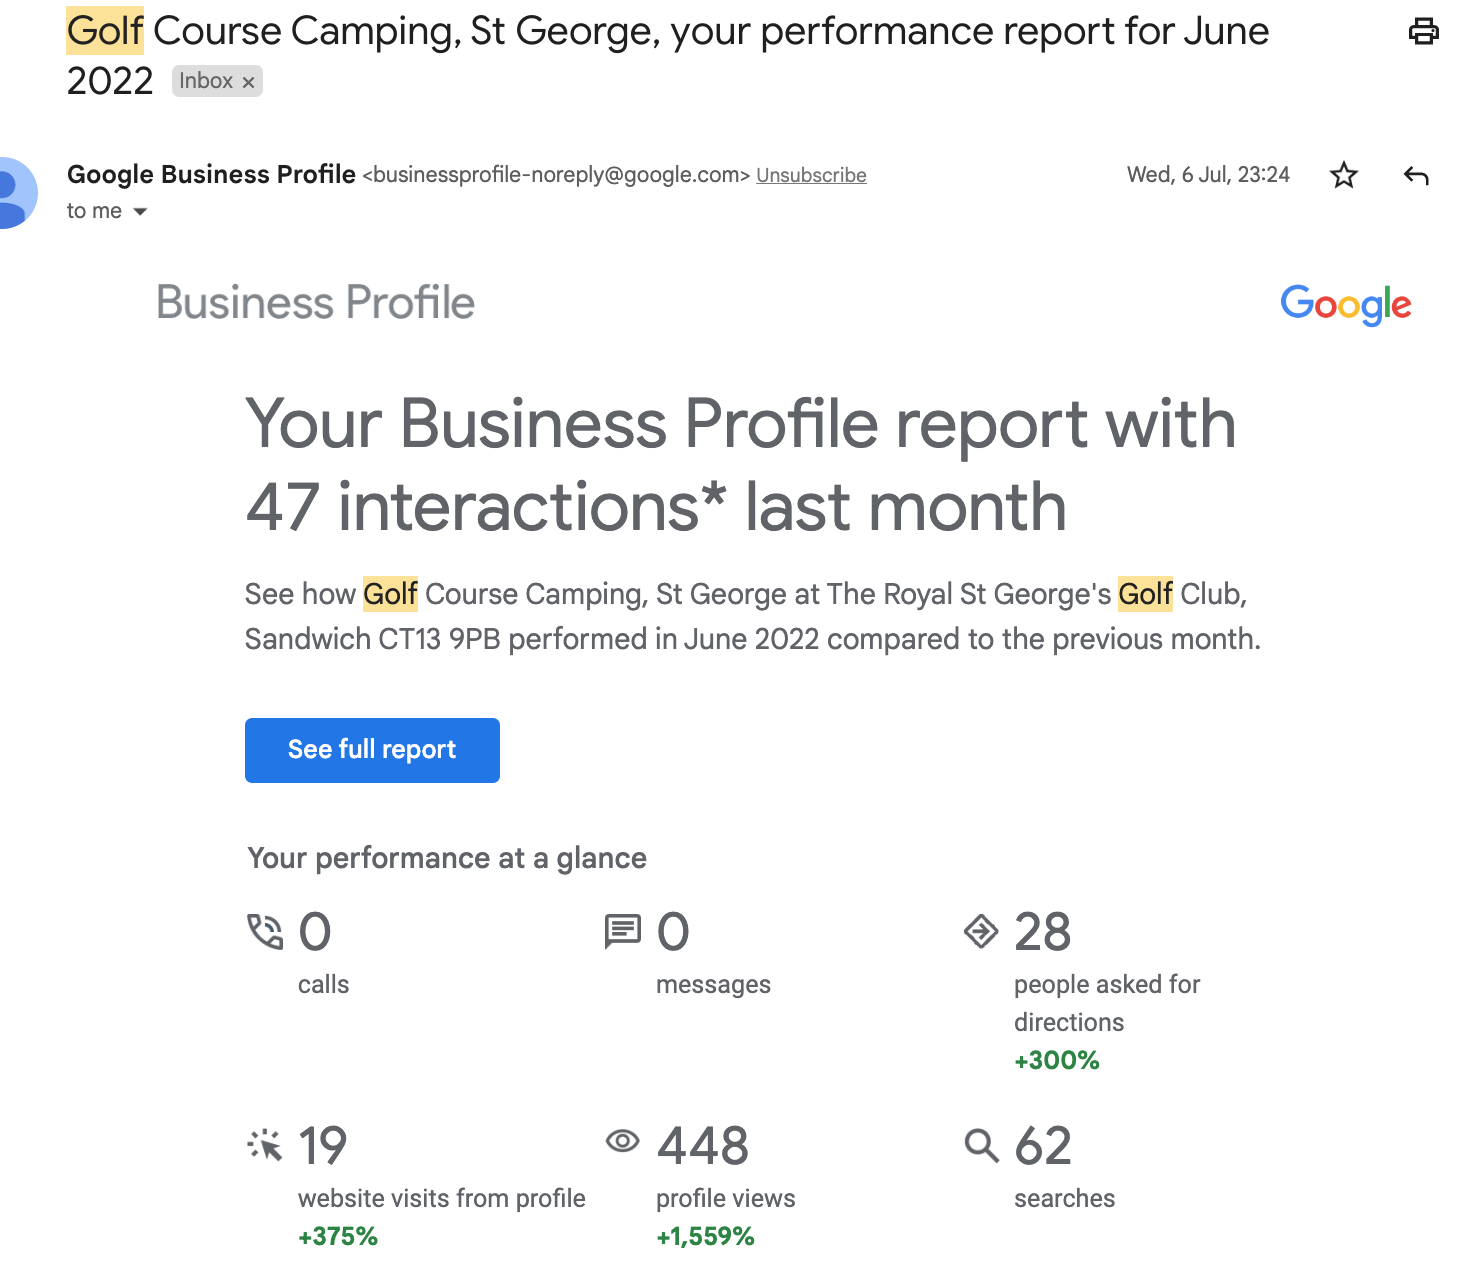 Golf Course Camping, St George, your performance report for June
2022 Inbox ×
Google Business Profile <businessprofile-noreply@google.com> Unsubscribe Wed, 6 Jul, 23:24
to me
Business Profile Google
Your Business Profile report with
47 interactions* last month
See how Golf Course Camping, St George at The Royal St George's Golf Club,
Sandwich CT13 9PB performed in June 2022 compared to the previous month.
See full report
Your performance at a glance
0
calls
0
messages
28
people asked for
directions
+300%
19
website visits from profile
+375%
448
profile views
+1,559%
62
searches